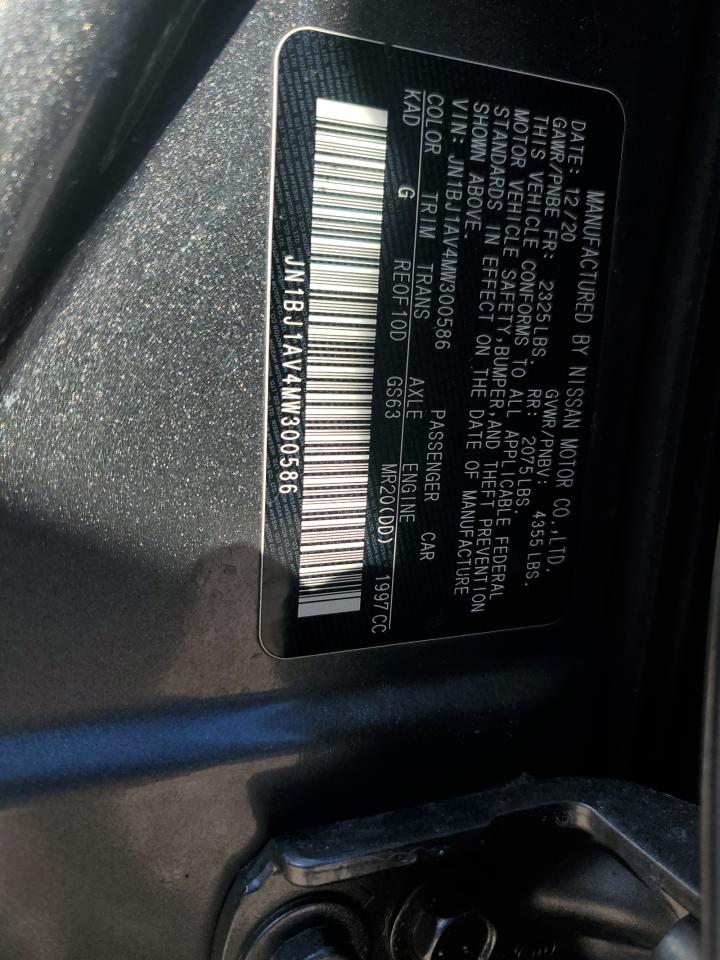 MANUFACTURED BY NISSAN MOTOR CO.,LTD.
DATE: 12/20 GVWR/PNBV: 4355 LBS.
GAWR/PNBE FR: 2325LBS. RR: 2075LBS
THIS VEHICLE CONFORMS TO ALL APPLICABLE FEDERAL
MOTOR VEHICLE SAFETY,BUMPER,AND THEFT PREVENTION
STANDARDS IN EFFECT ON THE DATE OF MANUFACTURE
SHOWN ABOVE.
VIN: JN1BJ1AV4MW300586 PASSENGER CAR
COLOR TRIM TRANS AXLE ENGINE
KAD G RE0F10D GS63 MR20(DD) 1997CC
JN1BJ1AV4MW300586